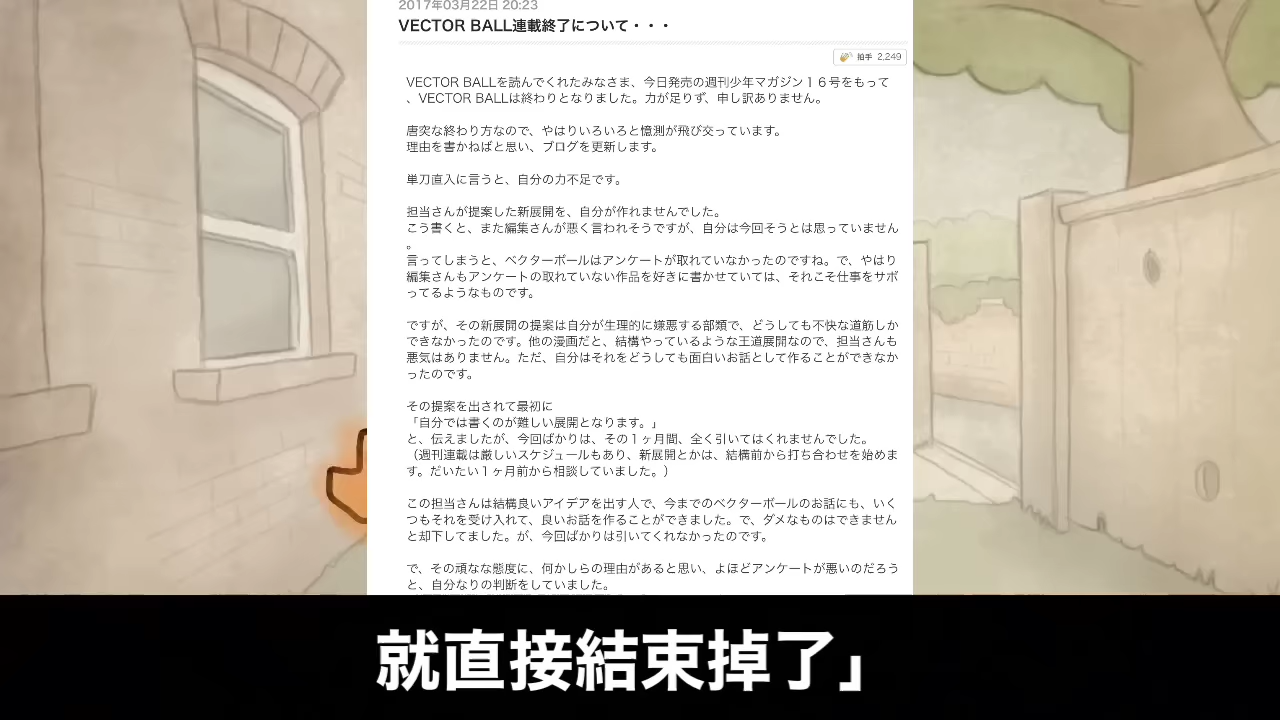 2017年03月22日 20:23
VECTOR BALL連載終了について・・・
拍手 2,249
VECTOR BALLを読んでくれたみなさま、今日発売の週刊少年マガジン１６号をもって
、VECTOR BALLは終わりとなりました。力が足りず、申し訳ありません。
唐突な終わり方なので、やはりいろいろと憶測が飛び交っています。
理由を書かねばと思い、ブログを更新します。
単刀直入に言うと、自分の力不足です。
担当さんが提案した新展開を、自分が作れませんでした。
こう書くと、また編集さんが悪く言われそうですが、自分は今回そうとは思っていません
。
言ってしまうと、ベクターボールはアンケートが取れていなかったのですね。で、やはり
編集さんもアンケートの取れていない作品を好きに書かせていては、それこそ仕事をサボ
ってるようなものです。
ですが、その新展開の提案は自分が生理的に嫌悪する部類で、どうしても不快な道筋しか
できなかったのです。他の漫画だと、結構やっているような王道展開なので、担当さんも
悪気はありません。ただ、自分はそれをどうしても面白いお話として作ることができなか
ったのです。
その提案を出されて最初に
「自分では書くのが難しい展開となります。」
と、伝えましたが、今回ばかりは、その１ヶ月間、全く引いてはくれませんでした。
（週刊連載は厳しいスケジュールもあり、新展開とかは、結構前から打ち合わせを始めま
す。だいたい１ヶ月前から相談していました。）
この担当さんは結構良いアイデアを出す人で、今までのベクターボールのお話にも、いく
つもそれを受け入れて、良いお話を作ることができました。で、ダメなものはできません
と却下してました。が、今回ばかりは引いてくれなかったのです。
で、その頑なな態度に、何かしらの理由があると思い、よほどアンケートが悪いのだろう
と、自分なりの判断をしていました。
就直接結束掉了」